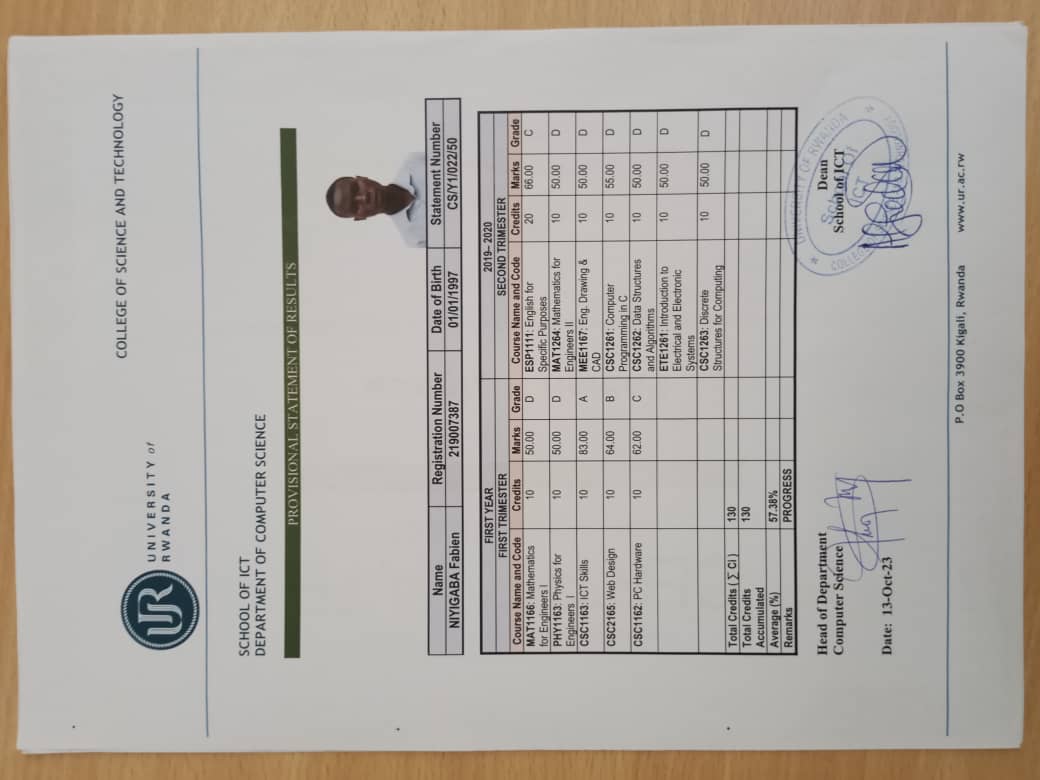 COLLEGE OF SCIENCE AND TECHNOLOGY
UR
UNIVERSITY of
RWANDA
SCHOOL OF ICT
DEPARTMENT OF COMPUTER SCIENCE
PROVISIONAL STATEMENT OF RESULTS
Name Registration Number Date of Birth Statement Number
NIYIGABA Fabien 219007387 01/01/1997 CS/Y1/022/50
FIRST YEAR 2019– 2020
FIRST TRIMESTER SECOND TRIMESTER
Course Name and Code Credits Marks Grade Course Name and Code Credits Marks Grade
MAT1166: Mathematics 10 50.00 D ESP1111: English for 20 66.00 C
for Engineers I Specific Purposes
PHY1163: Physics for 10 50.00 D MAT1264: Mathematics for 10 50.00 D
Engineers I Engineers II
CSC1163: ICT Skills 10 83.00 A MEE1167: Eng. Drawing & 10 50.00 D
CAD
CSC2165: Web Design 10 64.00 B CSC1261: Computer 10 55.00 D
Programming in C
CSC1162: PC Hardware 10 62.00 C CSC1262: Data Structures 10 50.00 D
and Algorithms
ETE1261: Introduction to 10 50.00 D
Electrical and Electronic
Systems
CSC1263: Discrete 10 50.00 D
Structures for Computing
Total Credits ( ∑ Ci ) 130
Total Credits 130
Accumulated
Average (%) 57.38%
Remarks PROGRESS
Head of Department Dean
Computer Science School of ICT
UNIVERSITY OF RWANDA
School Of
ICT
Date: 13-Oct-23
P.O Box 3900 Kigali, Rwanda www.ur.ac.rw